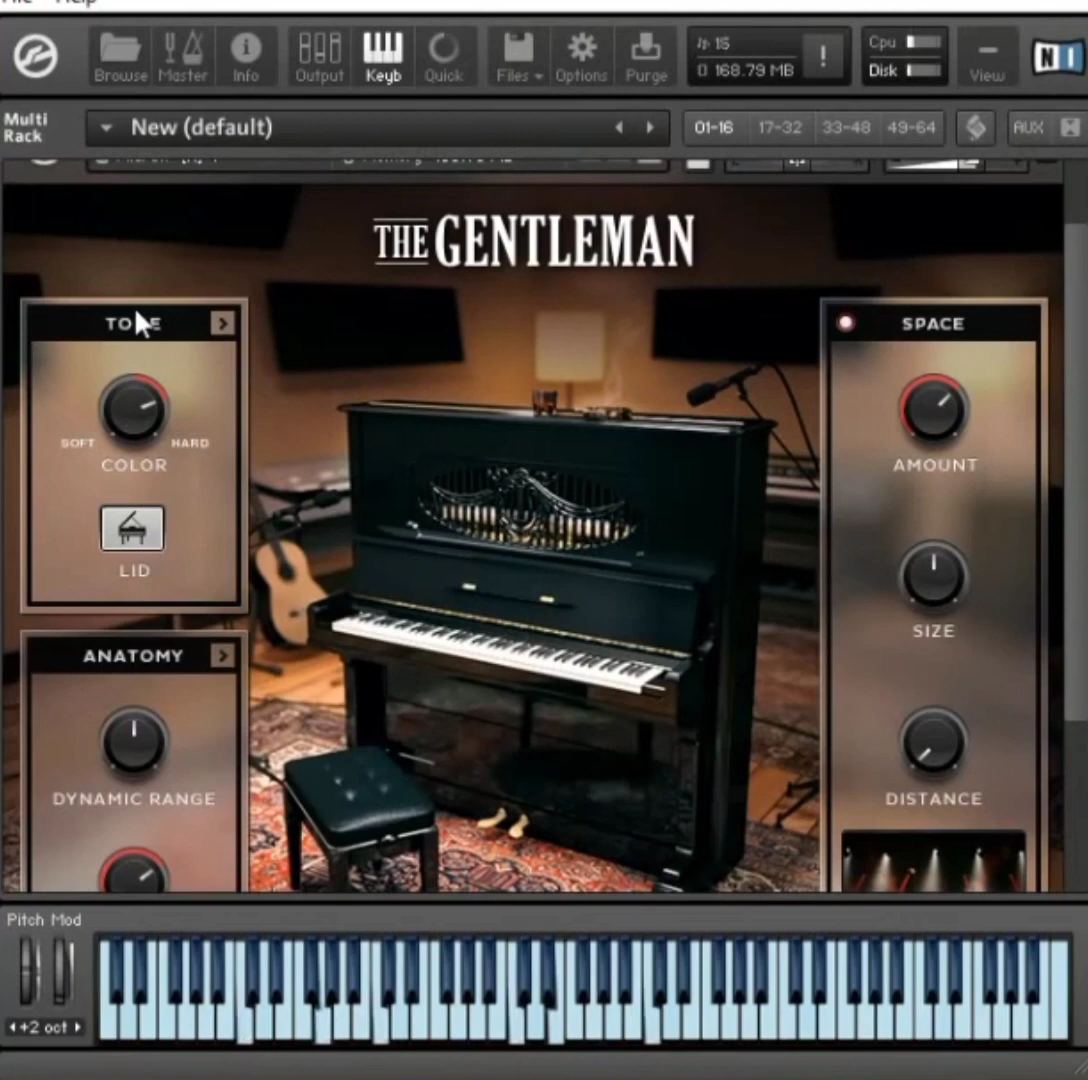 Help
Browse Master Info Output Keyb Quick Files Options Purge View
15
168.79 MB
!
Cpu
Disk
NI
Multi
Rack
New (default)
01-16 17-32 33-48 49-64 AUX
THE GENTLEMAN
SPACE
SOFT HARD
COLOR
AMOUNT
LID
SIZE
ANATOMY
DYNAMIC RANGE
DISTANCE
Pitch Mod
+2 oct